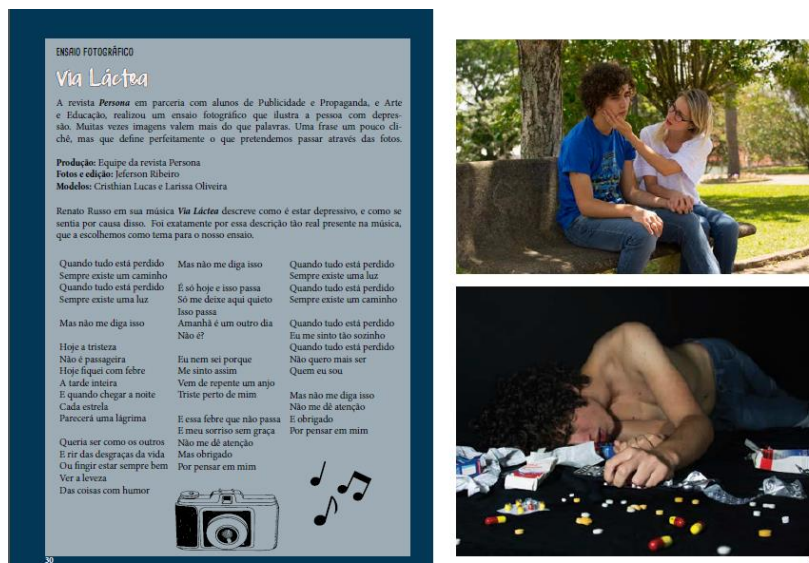 ENSAIO FOTOGRÁFICO
Via Láctea
A revista Persona em parceria com alunos de Publicidade e Propaganda, e Arte
e Educação, realizou um ensaio fotográfico que ilustra a pessoa com depres-
são. Muitas vezes imagens valem mais do que palavras. Uma frase um pouco cli-
chê, mas que define perfeitamente o que pretendemos passar através das fotos.
Produção: Equipe da revista Persona
Fotos e edição: Jeferson Ribeiro
Modelos: Cristhian Lucas e Larissa Oliveira
Renato Russo em sua música Via Láctea descreve como é estar depressivo, e como se
sentia por causa disso. Foi exatamente por essa descrição tão real presente na música,
que a escolhemos como tema para o nosso ensaio.
Quando tudo está perdido
Sempre existe um caminho
Quando tudo está perdido
Sempre existe uma luz
Mas não me diga isso
Hoje a tristeza
Não é passageira
Hoje fiquei com febre
A tarde inteira
E quando chegar a noite
Cada estrela
Parecerá uma lágrima
Queria ser como os outros
E rir das desgraças da vida
Ou fingir estar sempre bem
Ver a leveza
Das coisas com humor
Mas não me diga isso
É só hoje e isso passa
Só me deixe aqui quieto
Isso passa
Amanhã é um outro dia
Não é?
Eu nem sei porque
Me sinto assim
Vem de repente um anjo
Triste perto de mim
E essa febre que não passa
E meu sorriso sem graça
Não me dê atenção
Mas obrigado
Por pensar em mim
Quando tudo está perdido
Sempre existe uma luz
Quando tudo está perdido
Sempre existe um caminho
Quando tudo está perdido
Eu me sinto tão sozinho
Quando tudo está perdido
Não quero mais ser
Quem eu sou
Mas não me diga isso
Não me dê atenção
E obrigado
Por pensar em mim
30